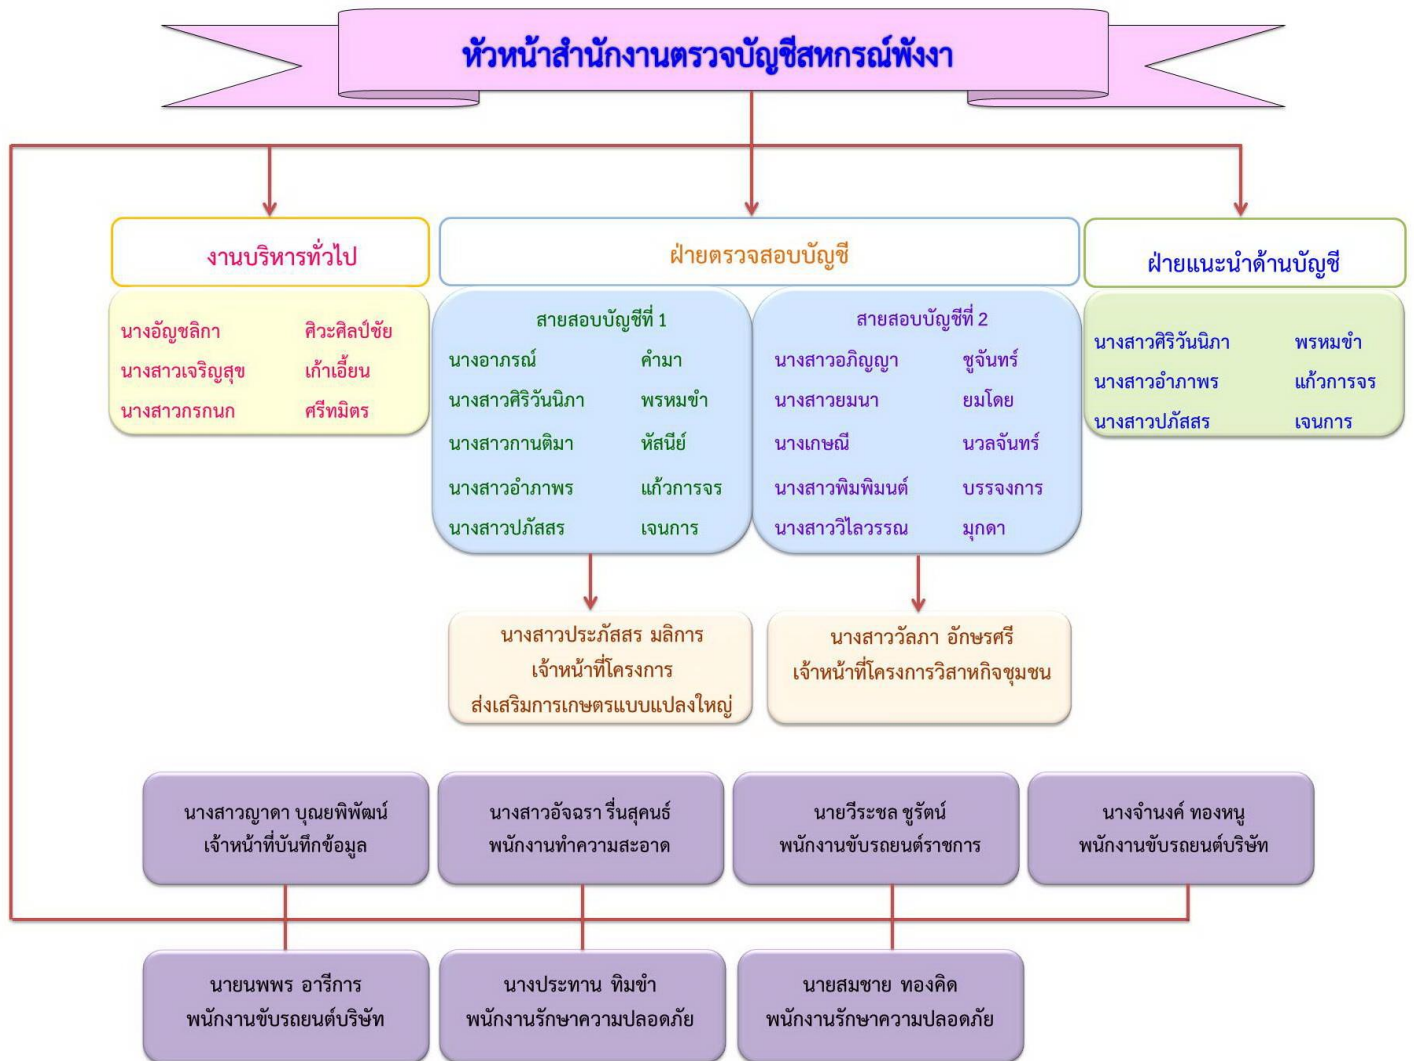 หัวหน้าสำนักงานตรวจบัญชีสหกรณ์พังงา
งานบริหารทั่วไป
นางอัญชลิกา ศิวะศิลป์ชัย
นางสาวเจริญสุข เก้าเอี้ยน
นางสาวกรกนก ศรีทมิตร
ฝ่ายตรวจสอบบัญชี
สายสอบบัญชีที่ 1
นางอาภรณ์ คำมา
นางสาวศิริวันนิภา พรหมขำ
นางสาวกานติมา หัสนีย์
นางสาวอำภาพร แก้วการจร
นางสาวปภัสสร เจนการ
สายสอบบัญชีที่ 2
นางสาวอภิญญา ชูจันทร์
นางสาวยมนา ยมโดย
นางเกษณี นวลจันทร์
นางสาวพิมพิมนต์ บรรจงการ
นางสาววิไลวรรณ มุกดา
ฝ่ายแนะนำด้านบัญชี
นางสาวศิริวันนิภา พรหมขำ
นางสาวอำภาพร แก้วการจร
นางสาวปภัสสร เจนการ
นางสาวประภัสสร มลิการ
เจ้าหน้าที่โครงการ
ส่งเสริมการเกษตรแบบแปลงใหญ่
นางสาววัลภา อักษรศรี
เจ้าหน้าที่โครงการวิสาหกิจชุมชน
นางสาวญาดา บุณยพิพัฒน์
เจ้าหน้าที่บันทึกข้อมูล
นางสาวอัจฉรา รื่นสุคนธ์
พนักงานทำความสะอาด
นายวีระชล ชูรัตน์
พนักงานขับรถยนต์ราชการ
นางจำนงค์ ทองหนู
พนักงานขับรถยนต์บริษัท
นายนพพร อารีการ
พนักงานขับรถยนต์บริษัท
นางประทาน ทิมขำ
พนักงานรักษาความปลอดภัย
นายสมชาย ทองคิด
พนักงานรักษาความปลอดภัย